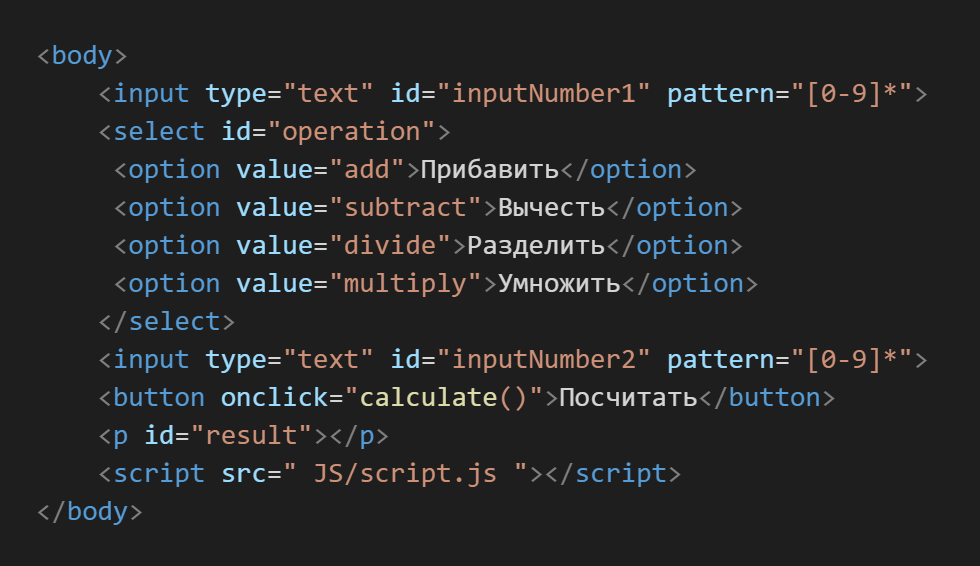 <body>
<input type="text" id="inputNumber1" pattern="[0-9]*">
<select id="operation">
<option value="add">Прибавить</option>
<option value="subtract">Вычесть</option>
<option value="divide">Разделить</option>
<option value="multiply">Умножить</option>
</select>
<input type="text" id="inputNumber2" pattern="[0-9]*">
<button onclick="calculate()">Посчитать</button>
<p id="result"></p>
<script src=" JS/script.js "></script>
</body>